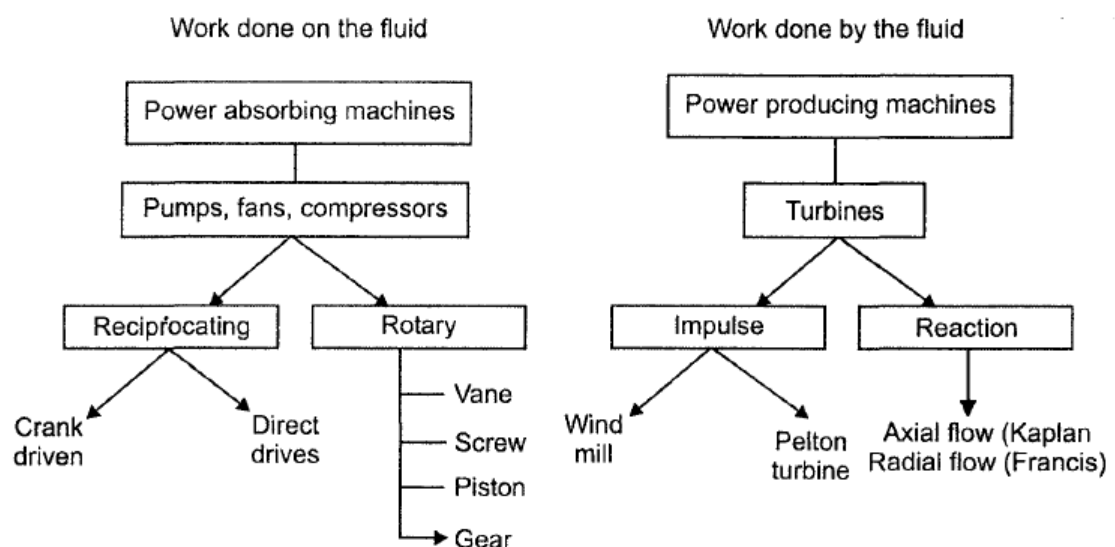 Work done on the fluid
Work done by the fluid
Power absorbing machines
Power producing machines
Pumps, fans, compressors
Turbines
Recipfocating
Rotary
Impulse
Reaction
Crank
driven
Direct
drives
Vane
Screw
Piston
Gear
Wind
mill
Pelton
turbine
Axial flow (Kaplan
Radial flow (Francis)